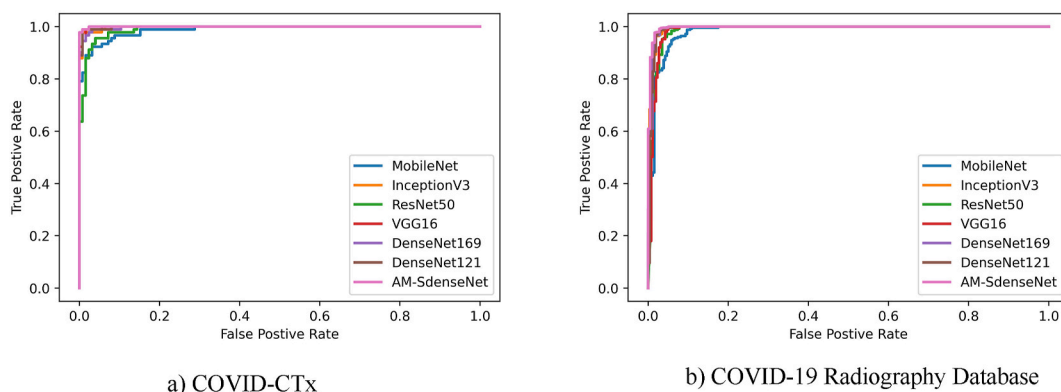 1.0
0.8
0.6
0.4
0.2
0.0
True Postive Rate
MobileNet
InceptionV3
ResNet50
VGG16
DenseNet169
DenseNet121
AM-SdenseNet
0.0 0.2 0.4 0.6 0.8 1.0
False Postive Rate
a) COVID-CTx
1.0
0.8
0.6
0.4
0.2
0.0
True Postive Rate
MobileNet
InceptionV3
ResNet50
VGG16
DenseNet169
DenseNet121
AM-SdenseNet
0.0 0.2 0.4 0.6 0.8 1.0
False Postive Rate
b) COVID-19 Radiography Database